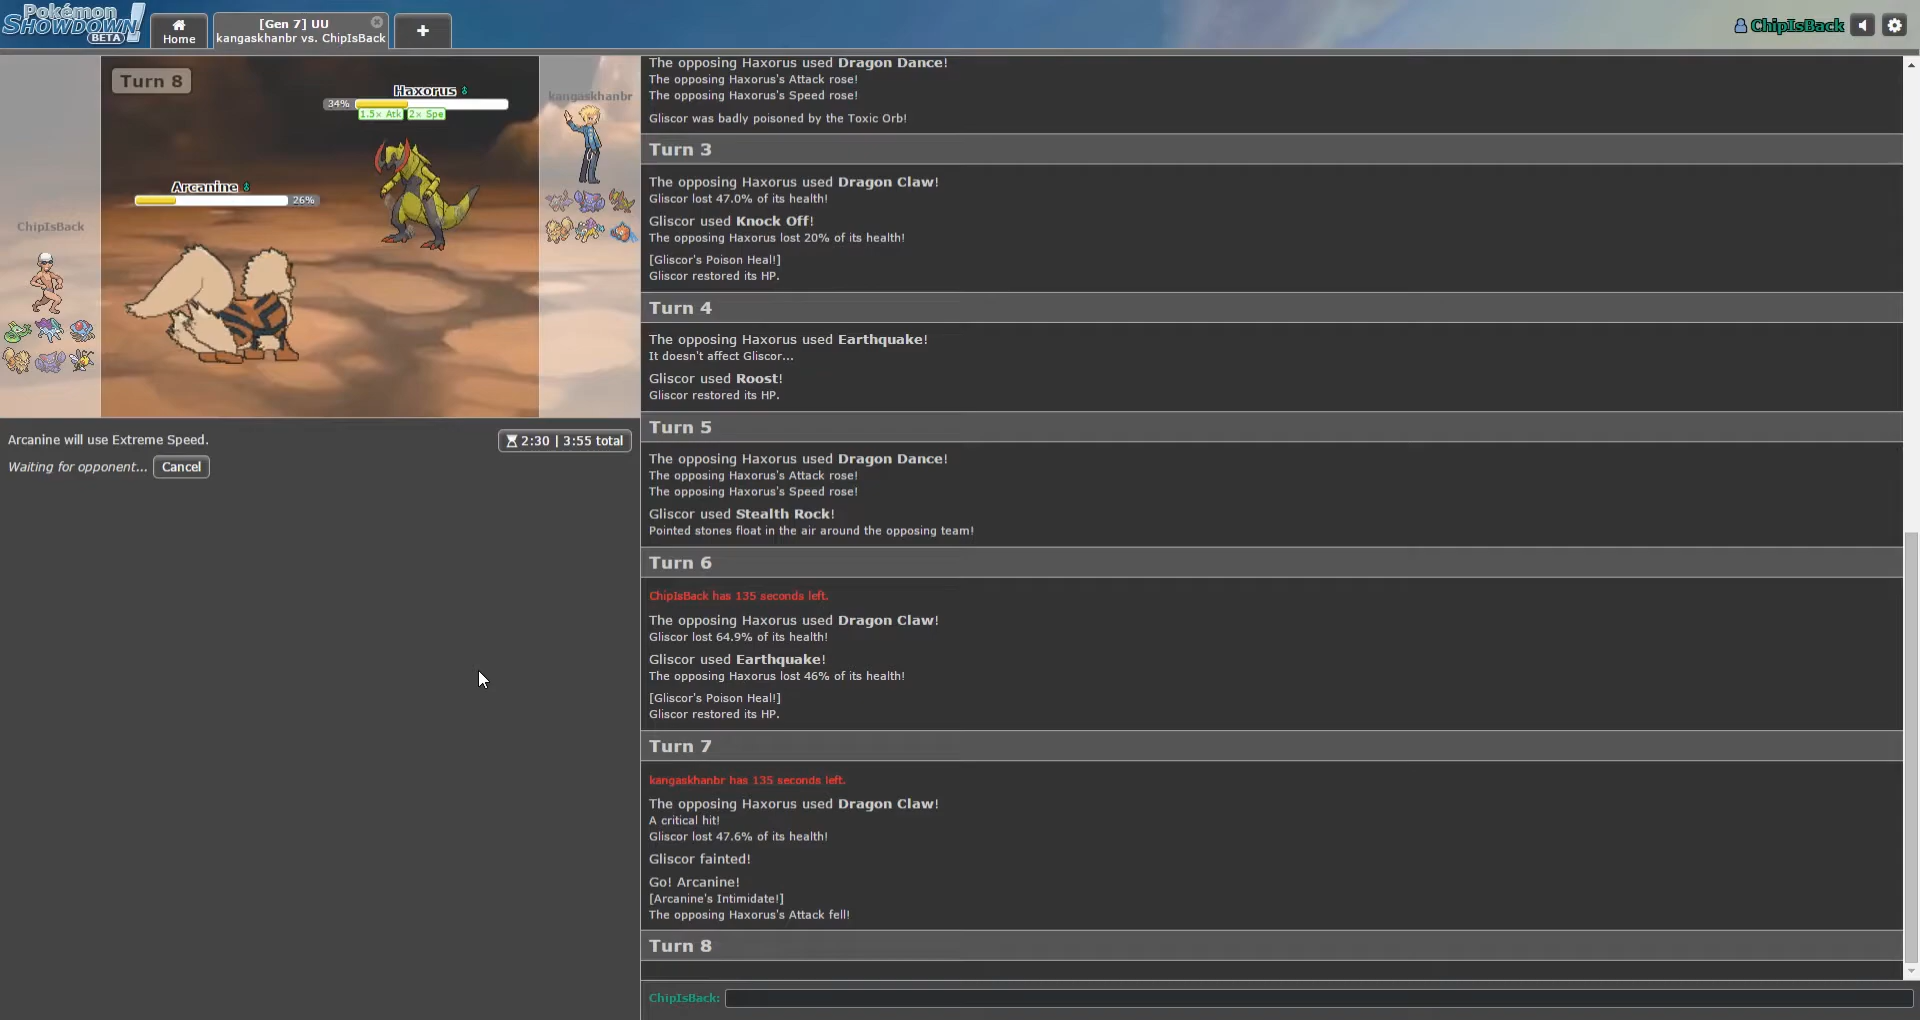 Pokémon
SHOWDOWN!
BETA
Home
[Gen 7] UU
kangaskhanbr vs. ChipIsBack
+
ChipIsBack
Turn 8
Haxorus
34%
1.5× Atk 2× Spe
kangaskhanbr
Arcanine
26%
ChipIsBack
Arcanine will use Extreme Speed.
2:30 | 3:55 total
Waiting for opponent... Cancel
The opposing Haxorus used Dragon Dance!
The opposing Haxorus's Attack rose!
The opposing Haxorus's Speed rose!
Gliscor was badly poisoned by the Toxic Orb!
Turn 3
The opposing Haxorus used Dragon Claw!
Gliscor lost 47.0% of its health!
Gliscor used Knock Off!
The opposing Haxorus lost 20% of its health!
[Gliscor's Poison Heal!]
Gliscor restored its HP.
Turn 4
The opposing Haxorus used Earthquake!
It doesn't affect Gliscor...
Gliscor used Roost!
Gliscor restored its HP.
Turn 5
The opposing Haxorus used Dragon Dance!
The opposing Haxorus's Attack rose!
The opposing Haxorus's Speed rose!
Gliscor used Stealth Rock!
Pointed stones float in the air around the opposing team!
Turn 6
ChipIsBack has 135 seconds left.
The opposing Haxorus used Dragon Claw!
Gliscor lost 64.9% of its health!
Gliscor used Earthquake!
The opposing Haxorus lost 46% of its health!
[Gliscor's Poison Heal!]
Gliscor restored its HP.
Turn 7
kangaskhanbr has 135 seconds left.
The opposing Haxorus used Dragon Claw!
A critical hit!
Gliscor lost 47.6% of its health!
Gliscor fainted!
Go! Arcanine!
[Arcanine's Intimidate!]
The opposing Haxorus's Attack fell!
Turn 8
ChipIsBack: